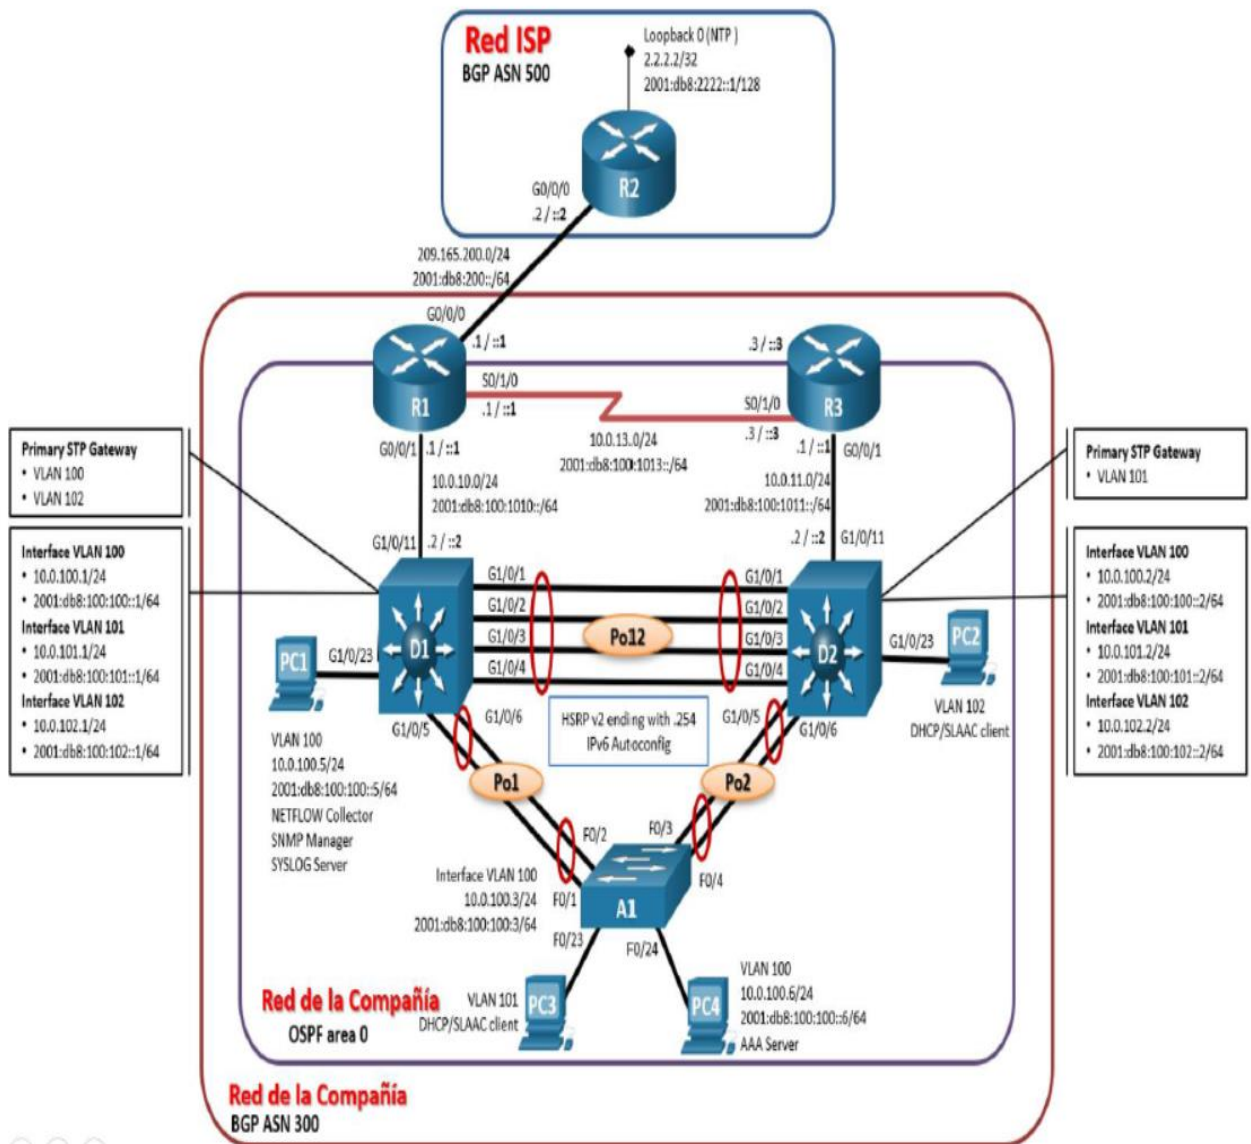 Red ISP
BGP ASN 500
Loopback 0 (NTP )
2.2.2.2/32
2001:db8:2222::1/128
R2
G0/0/0
.2 / ::2
209.165.200.0/24
2001:db8:200::/64
G0/0/0
.1 / ::1
.3 / ::3
R1
S0/1/0
.1 / ::1
R3
S0/1/0
.3 / ::3
10.0.13.0/24
2001:db8:100:1013::/64
G0/0/1
.1 / ::1
10.0.10.0/24
2001:db8:100:1010::/64
G1/0/11
.2 / ::2
.1 / ::1
G0/0/1
10.0.11.0/24
2001:db8:100:1011::/64
.2 / ::2
G1/0/11
Primary STP Gateway
• VLAN 100
• VLAN 102
Interface VLAN 100
• 10.0.100.1/24
• 2001:db8:100:100::1/64
Interface VLAN 101
• 10.0.101.1/24
• 2001:db8:100:101::1/64
Interface VLAN 102
• 10.0.102.1/24
• 2001:db8:100:102::1/64
Primary STP Gateway
• VLAN 101
Interface VLAN 100
• 10.0.100.2/24
• 2001:db8:100:100::2/64
Interface VLAN 101
• 10.0.101.2/24
• 2001:db8:100:101::2/64
Interface VLAN 102
• 10.0.102.2/24
• 2001:db8:100:102::2/64
D1
G1/0/1
G1/0/2
G1/0/3
G1/0/4
Po12
G1/0/1
G1/0/2
G1/0/3
G1/0/4
D2
PC1
G1/0/23
VLAN 100
10.0.100.5/24
2001:db8:100:100::5/64
NETFLOW Collector
SNMP Manager
SYSLOG Server
G1/0/23
PC2
VLAN 102
DHCP/SLAAC client
G1/0/5
G1/0/6
HSRP v2 ending with .254
IPv6 Autoconfig
G1/0/5
G1/0/6
Po1
Po2
F0/2
F0/1
F0/3
F0/4
Interface VLAN 100
10.0.100.3/24
2001:db8:100:100:3/64
A1
F0/23
F0/24
VLAN 101
DHCP/SLAAC client
PC3
PC4
VLAN 100
10.0.100.6/24
2001:db8:100:100::6/64
AAA Server
Red de la Compañía
OSPF area 0
Red de la Compañía
BGP ASN 300